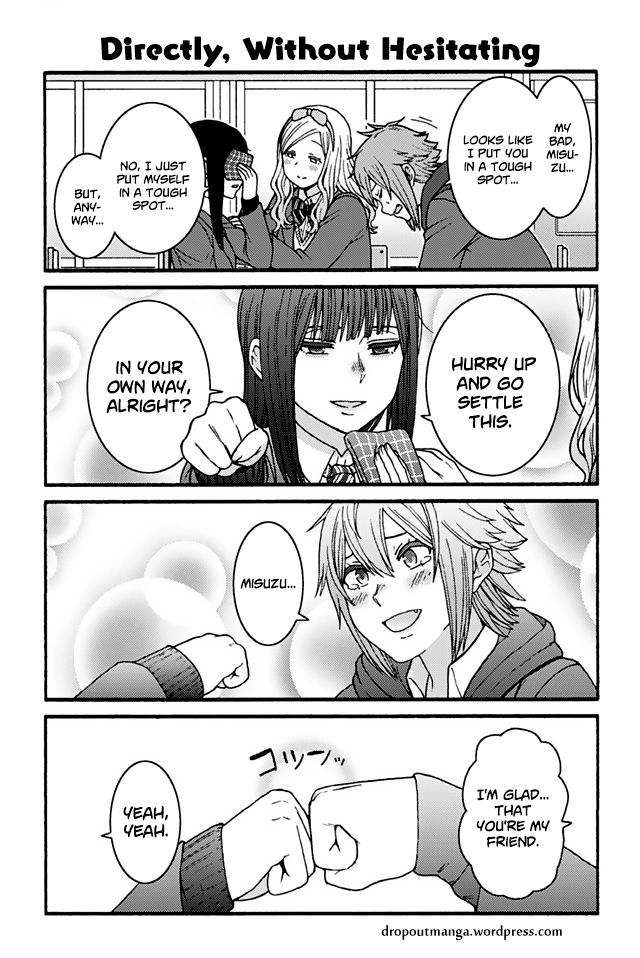 Directly, Without Hesitating
MY
BAD,
MISU-
ZU...
LOOKS LIKE
I PUT YOU
IN A TOUGH
SPOT...
NO, I JUST
PUT MYSELF
IN A TOUGH
SPOT...
BUT,
ANY-
WAY...
HURRY UP
AND GO
SETTLE
THIS.
IN YOUR
OWN WAY,
ALRIGHT?
MISUZU...
コツーッ
I'M GLAD...
THAT
YOU'RE MY
FRIEND.
YEAH,
YEAH.
dropoutmanga.wordpress.com